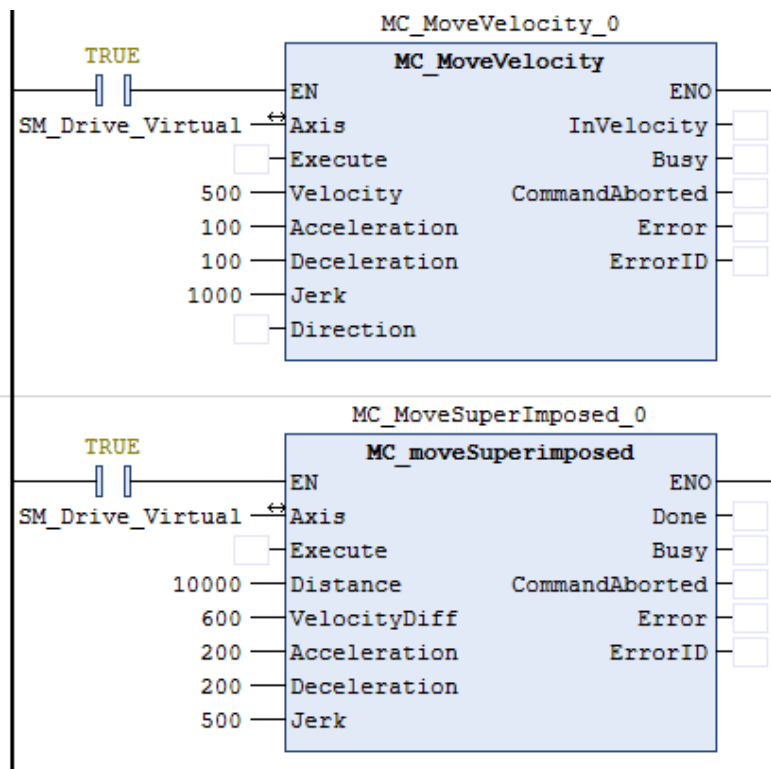 MC_MoveVelocity_0
TRUE
MC_MoveVelocity
EN ENO
SM_Drive_Virtual Axis InVelocity
Execute Busy
500 Velocity CommandAborted
100 Acceleration Error
100 Deceleration ErrorID
1000 Jerk
Direction
MC_MoveSuperImposed_0
TRUE
MC_moveSuperimposed
EN ENO
SM_Drive_Virtual Axis Done
Execute Busy
10000 Distance CommandAborted
600 VelocityDiff Error
200 Acceleration ErrorID
200 Deceleration
500 Jerk